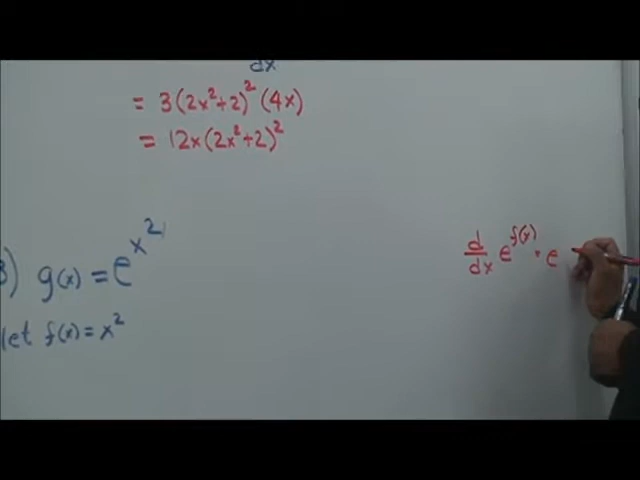 dx
= 3(2x²+2)²(4x)
= 12x(2x²+2)²
3) g(x) = e^x²
let f(x) = x²
d/dx e^f(x) · e